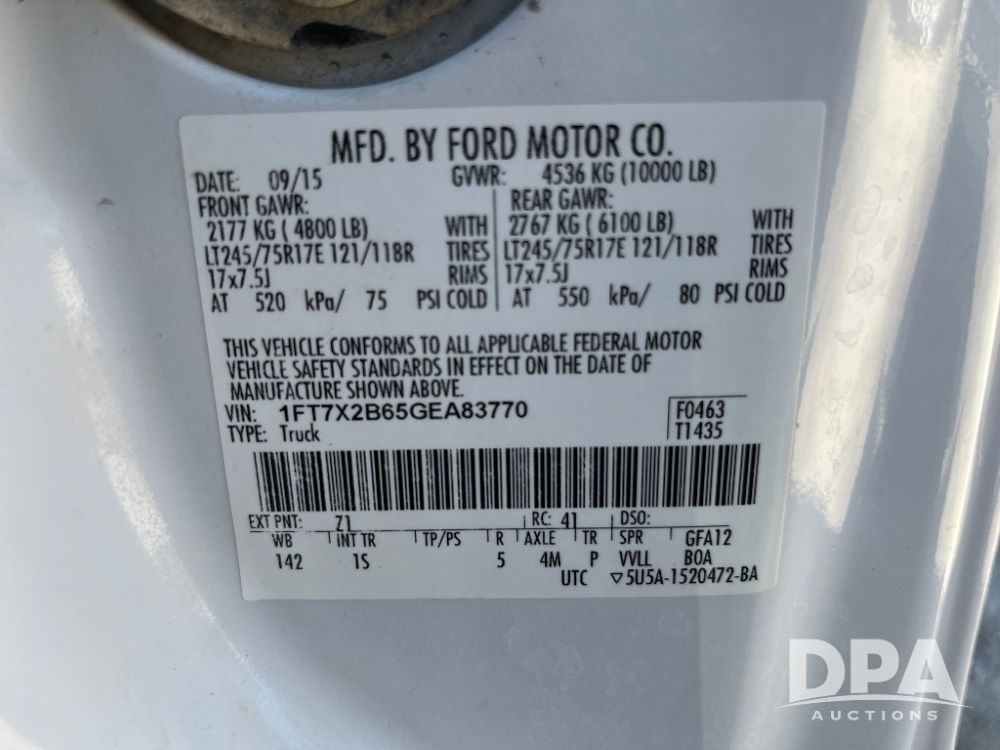 MFD. BY FORD MOTOR CO.
DATE: 09/15 GVWR: 4536 KG (10000 LB)
FRONT GAWR: REAR GAWR:
2177 KG ( 4800 LB) WITH 2767 KG ( 6100 LB) WITH
LT245/75R17E 121/118R TIRES LT245/75R17E 121/118R TIRES
17x7.5J RIMS 17x7.5J RIMS
AT 520 kPa/ 75 PSI COLD AT 550 kPa/ 80 PSI COLD
THIS VEHICLE CONFORMS TO ALL APPLICABLE FEDERAL MOTOR
VEHICLE SAFETY STANDARDS IN EFFECT ON THE DATE OF
MANUFACTURE SHOWN ABOVE.
VIN: 1FT7X2B65GEA83770 F0463
TYPE: Truck T1435
EXT PNT: Z1 RC: 41 DSO:
WB INT TR TP/PS R AXLE TR SPR GFA12
142 1S 5 4M P VVLL BOA
UTC ▽5U5A-1520472-BA
DPA
AUCTIONS